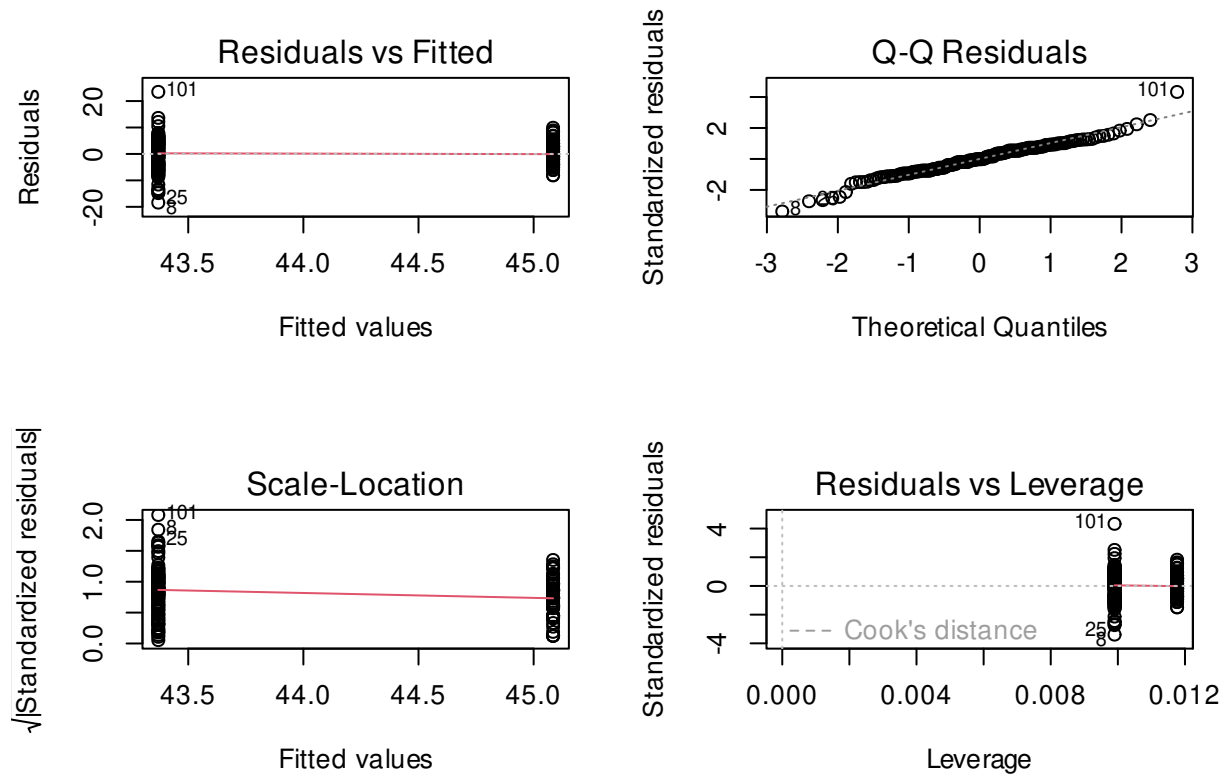 Residuals vs Fitted
Residuals
20
0
-20
101
25
8
43.5 44.0 44.5 45.0
Fitted values
Q-Q Residuals
Standardized residuals
2
-2
101
8
-3 -2 -1 0 1 2 3
Theoretical Quantiles
Scale-Location
√|Standardized residuals|
2.0
1.0
0.0
101
8
25
43.5 44.0 44.5 45.0
Fitted values
Residuals vs Leverage
Standardized residuals
4
0
-4
101
25
8
Cook's distance
0.000 0.004 0.008 0.012
Leverage